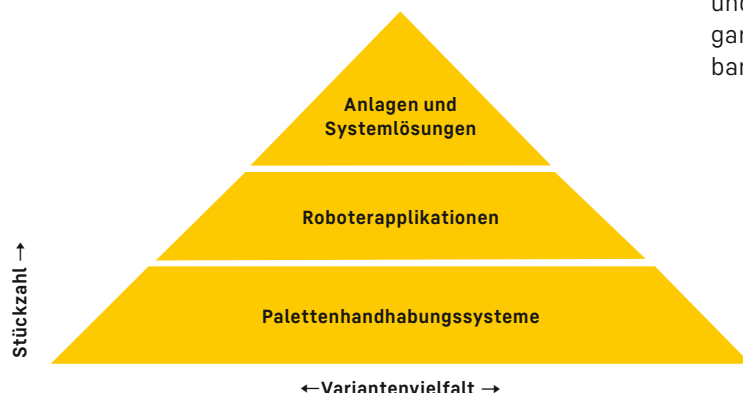 Anlagen und
Systemlösungen
Roboterapplikationen
Palettenhandhabungssysteme
Stückzahl →
←Variantenvielfalt →